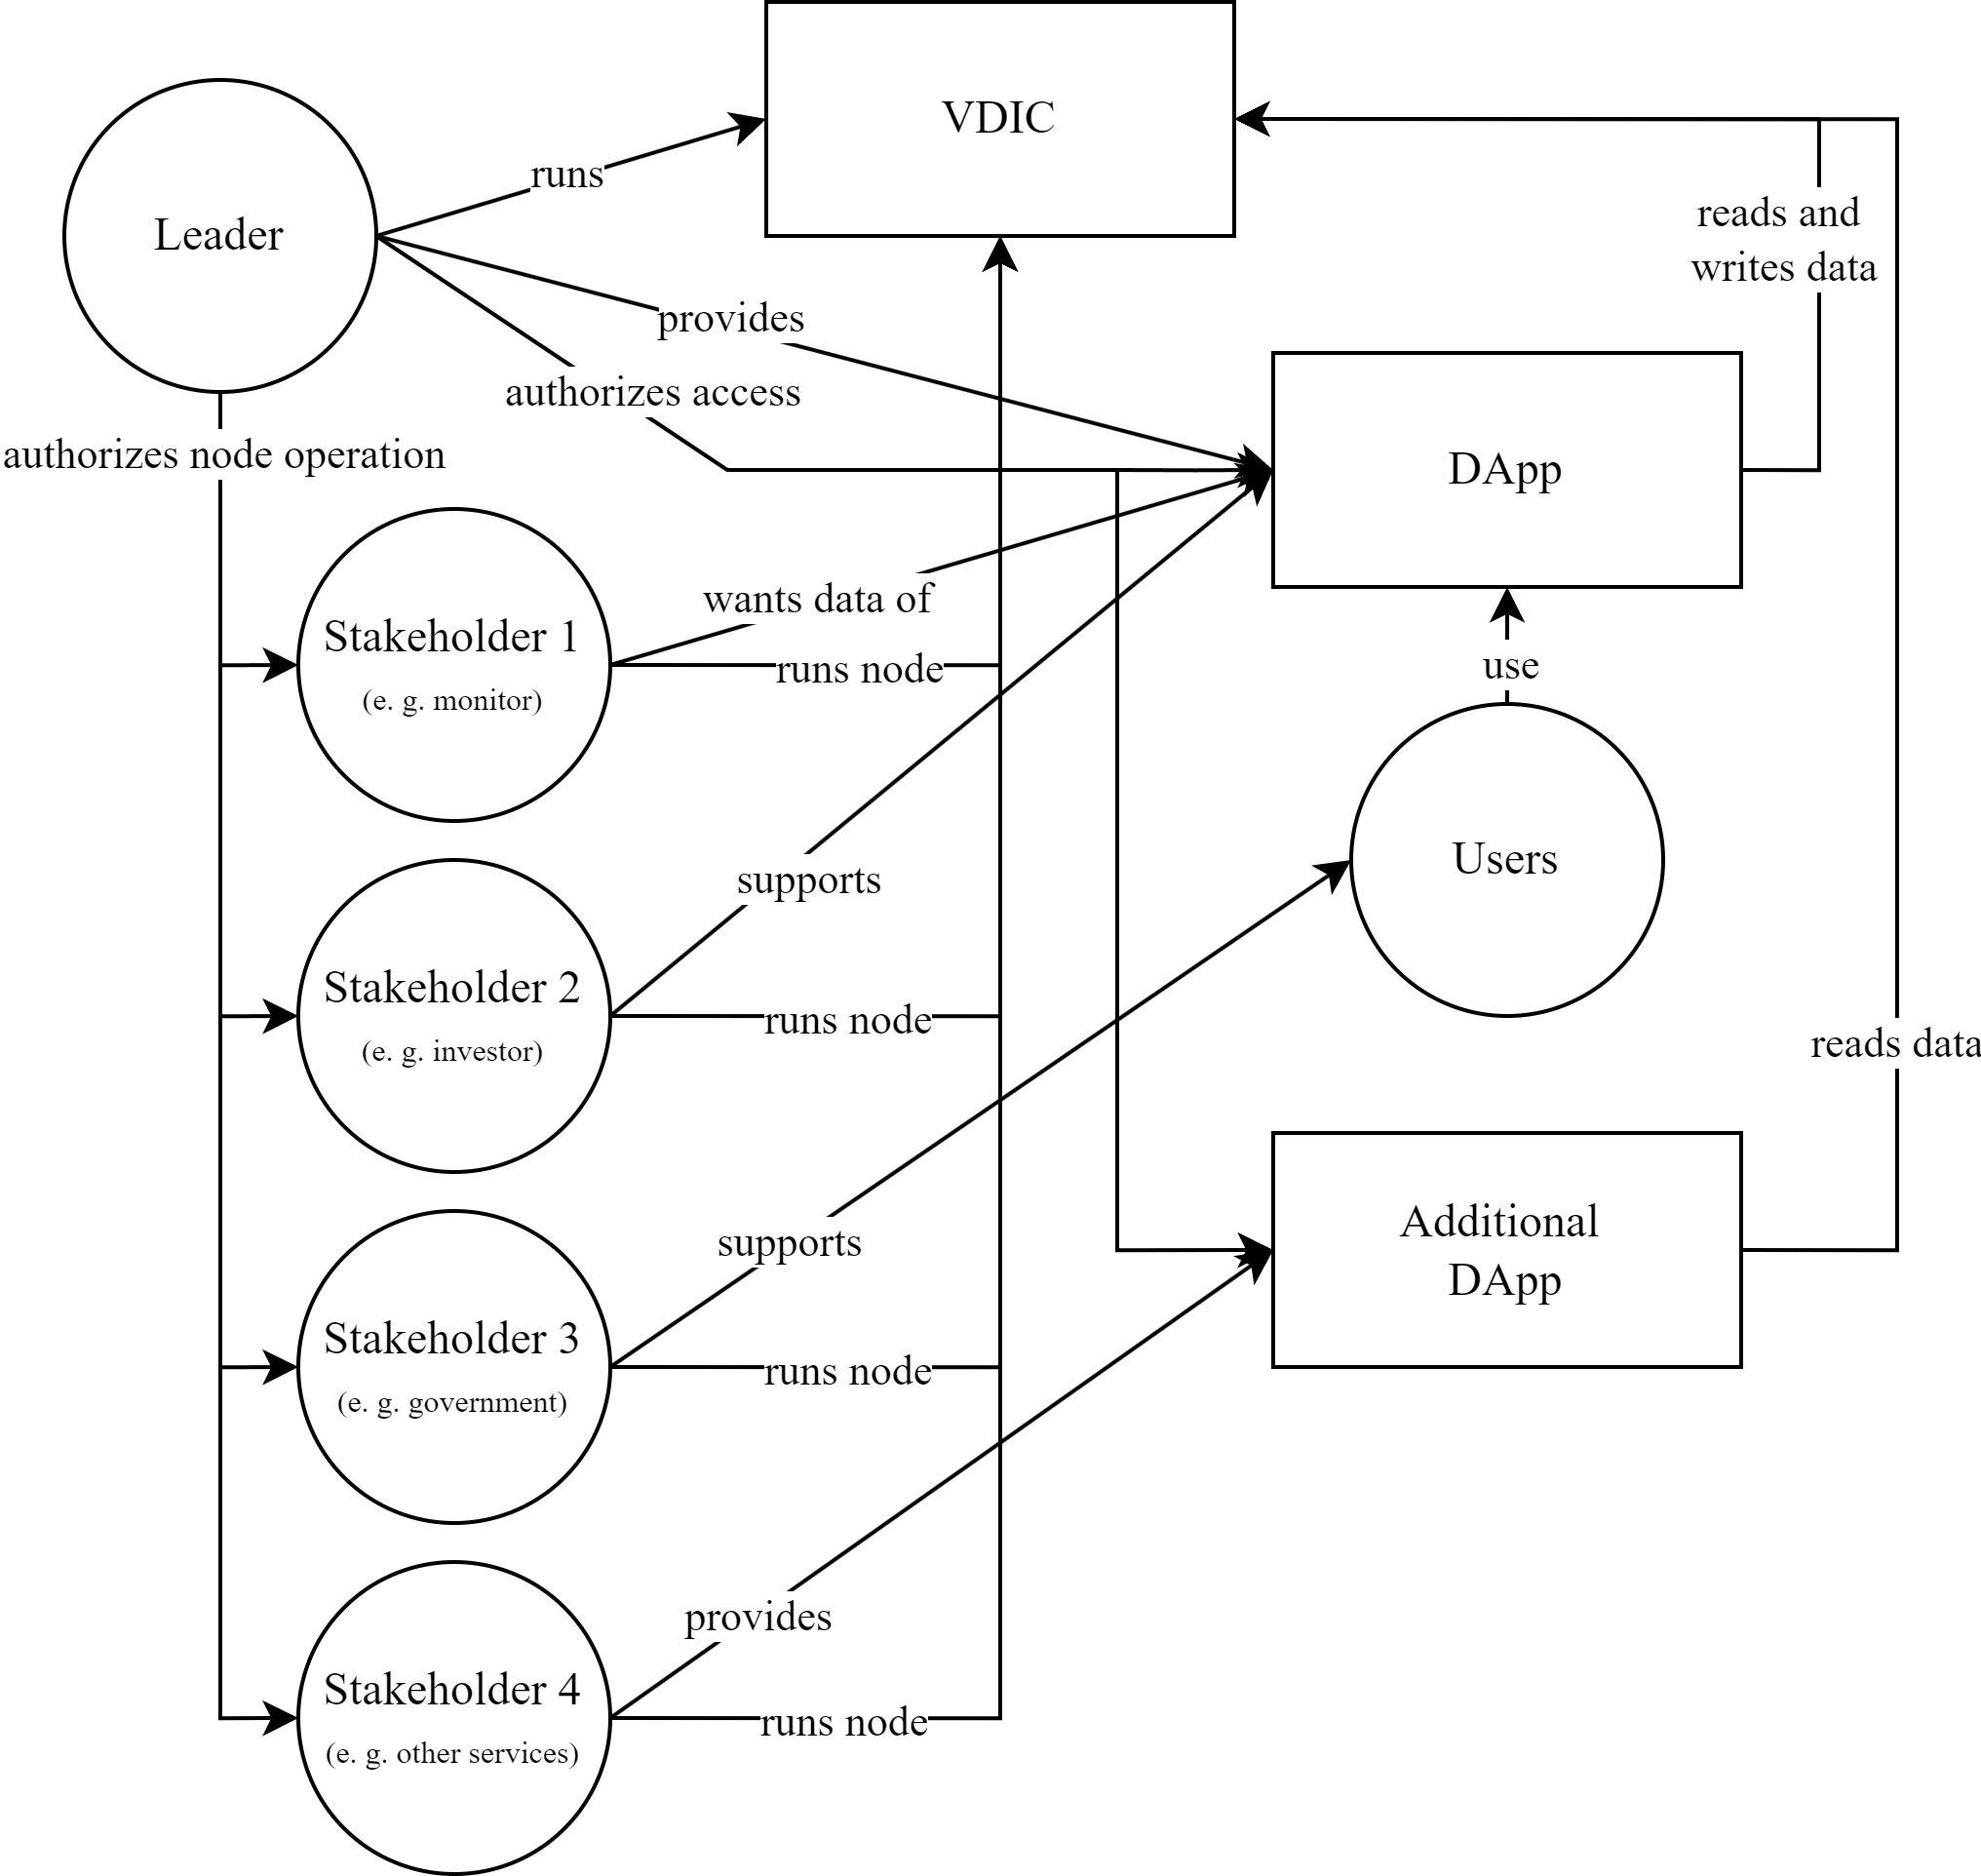 VDIC
Leader
runs
reads and
writes data
provides
authorizes access
authorizes node operation
DApp
Stakeholder 1
(e. g. monitor)
wants data of
runs node
use
Users
supports
Stakeholder 2
(e. g. investor)
runs node
reads data
supports
Additional
DApp
Stakeholder 3
(e. g. government)
runs node
provides
Stakeholder 4
(e. g. other services)
runs node